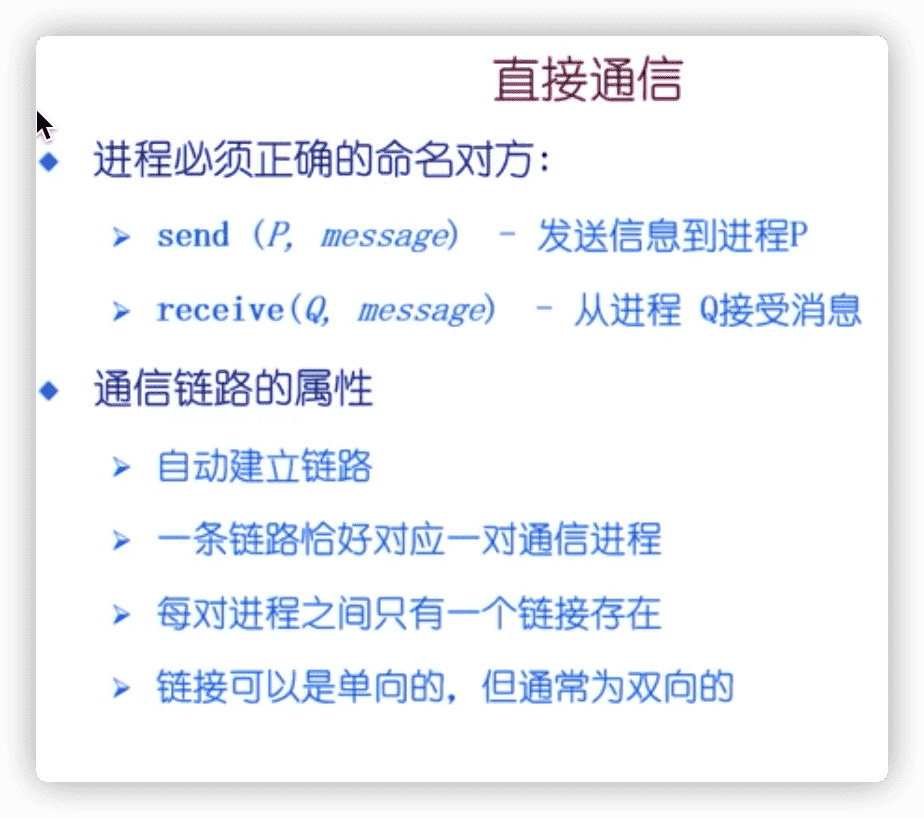 直接通信
进程必须正确的命名对方：
send (P, message) － 发送信息到进程P
receive(Q, message) － 从进程 Q接受消息
通信链路的属性
自动建立链路
一条链路恰好对应一对通信进程
每对进程之间只有一个链接存在
链接可以是单向的，但通常为双向的